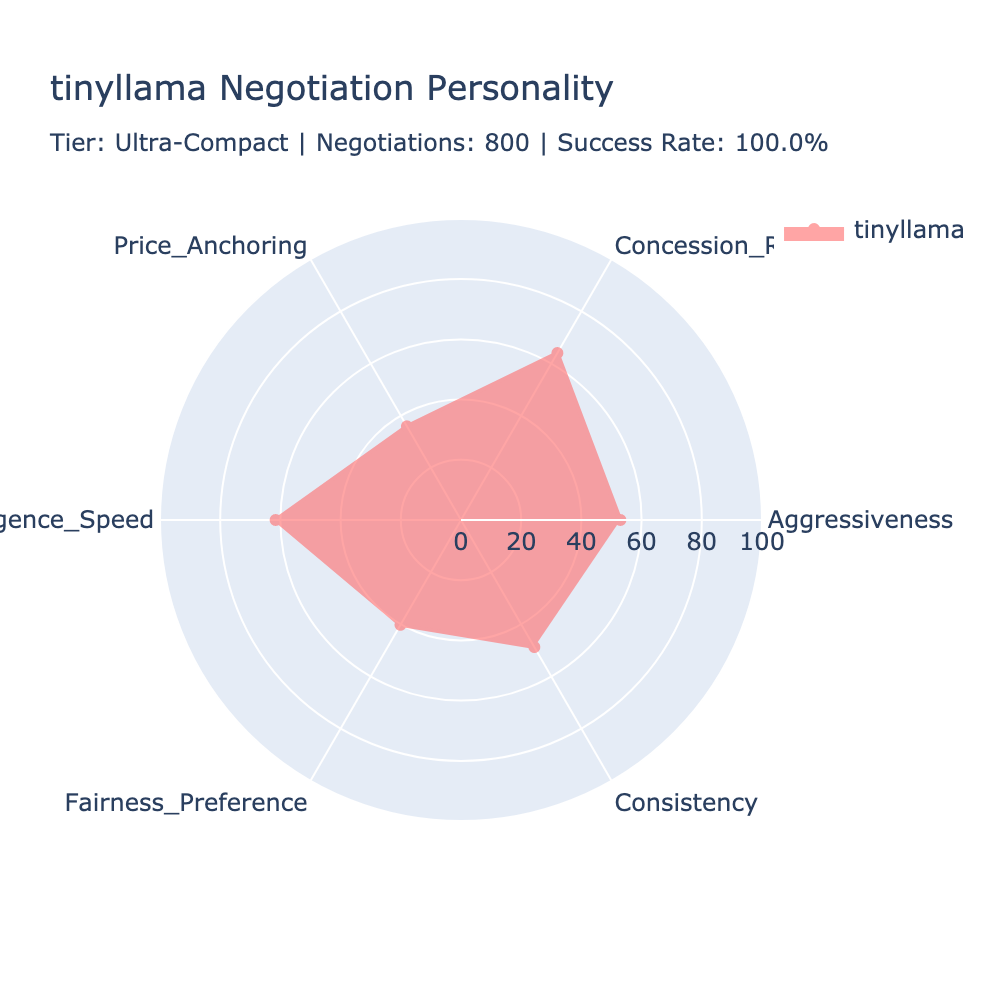 tinyllama Negotiation Personality
Tier: Ultra-Compact | Negotiations: 800 | Success Rate: 100.0%
tinyllama
Price_Anchoring
Concession_R
gence_Speed
Aggressiveness
0 20 40 60 80 100
Fairness_Preference
Consistency